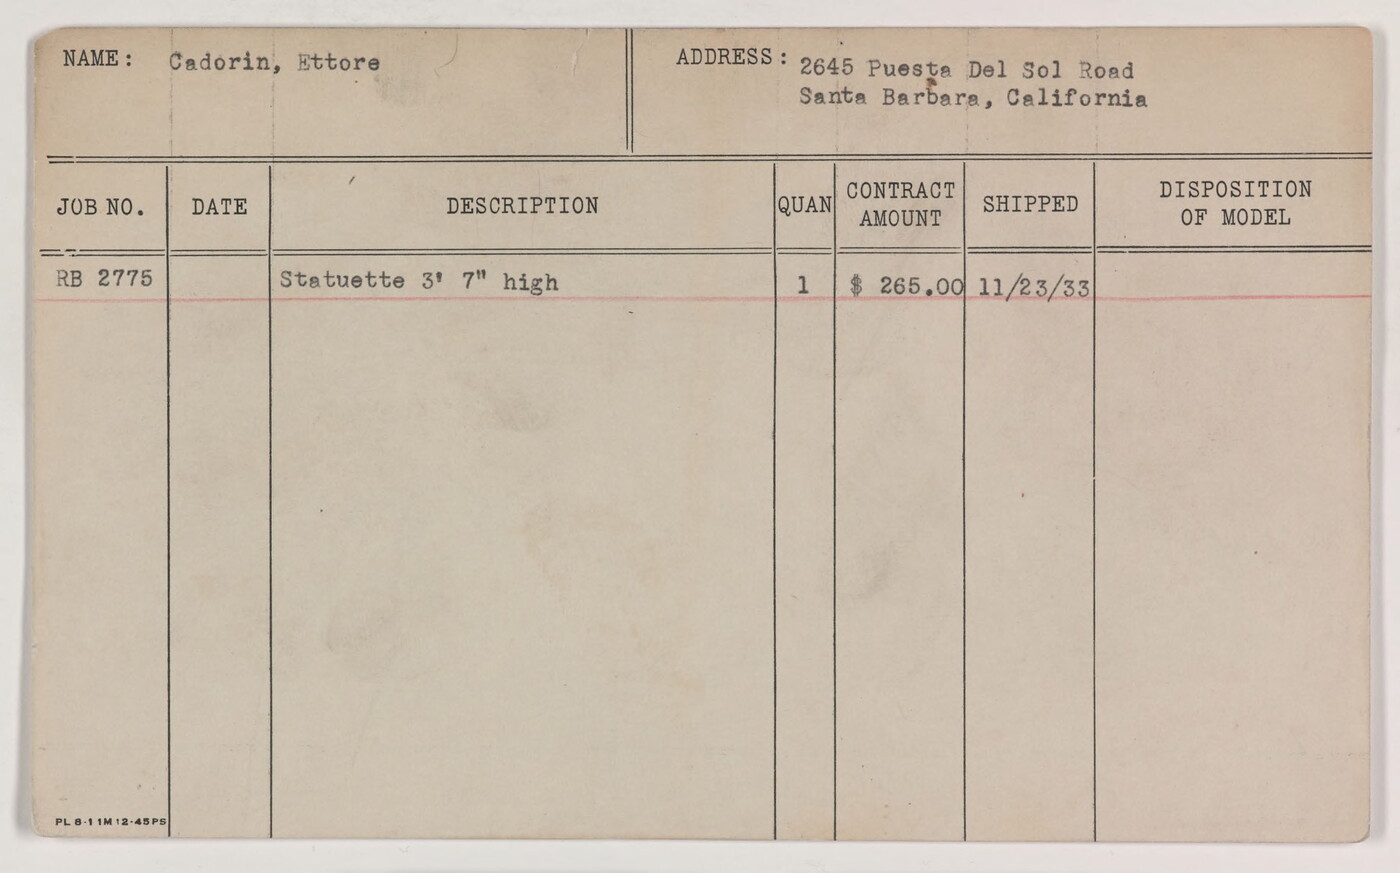 NAME: Cadorin, Ettore
ADDRESS: 2645 Puesta Del Sol Road
Santa Barbara, California
JOB NO. DATE DESCRIPTION QUAN CONTRACT AMOUNT SHIPPED DISPOSITION OF MODEL
RB 2775 Statuette 3' 7" high 1 $ 265.00 11/23/33
PL 8-1 1M 12-45 PS